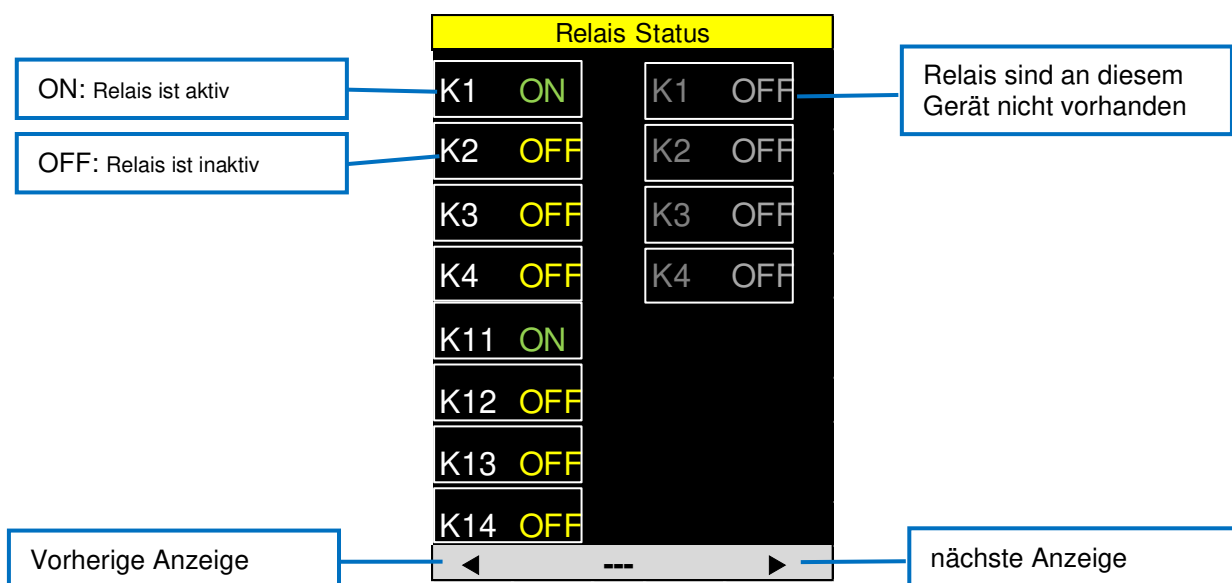 Relais Status
ON: Relais ist aktiv
OFF: Relais ist inaktiv
K1 ON
K2 OFF
K3 OFF
K4 OFF
K11 ON
K12 OFF
K13 OFF
K14 OFF
K1 OFF
K2 OFF
K3 OFF
K4 OFF
Relais sind an diesem
Gerät nicht vorhanden
Vorherige Anzeige
◄ --- ►
nächste Anzeige